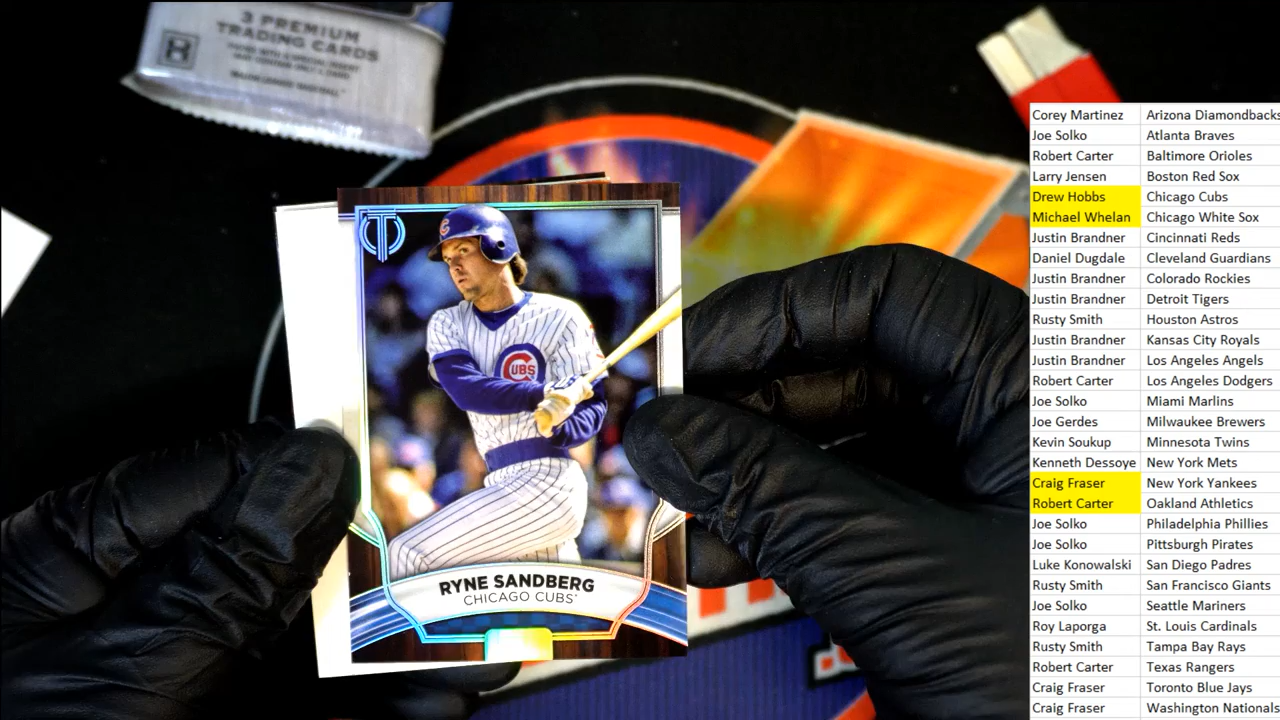 3 PREMIUM
TRADING CARDS
MAJOR LEAGUE BASEBALL
H
T
C
CUBS
RYNE SANDBERG
CHICAGO CUBS
Corey Martinez Arizona Diamondbacks
Joe Solko Atlanta Braves
Robert Carter Baltimore Orioles
Larry Jensen Boston Red Sox
Drew Hobbs Chicago Cubs
Michael Whelan Chicago White Sox
Justin Brandner Cincinnati Reds
Daniel Dugdale Cleveland Guardians
Justin Brandner Colorado Rockies
Justin Brandner Detroit Tigers
Rusty Smith Houston Astros
Justin Brandner Kansas City Royals
Justin Brandner Los Angeles Angels
Robert Carter Los Angeles Dodgers
Joe Solko Miami Marlins
Joe Gerdes Milwaukee Brewers
Kevin Soukup Minnesota Twins
Kenneth Dessoye New York Mets
Craig Fraser New York Yankees
Robert Carter Oakland Athletics
Joe Solko Philadelphia Phillies
Joe Solko Pittsburgh Pirates
Luke Konowalski San Diego Padres
Rusty Smith San Francisco Giants
Joe Solko Seattle Mariners
Roy Laporga St. Louis Cardinals
Rusty Smith Tampa Bay Rays
Robert Carter Texas Rangers
Craig Fraser Toronto Blue Jays
Craig Fraser Washington Nationals